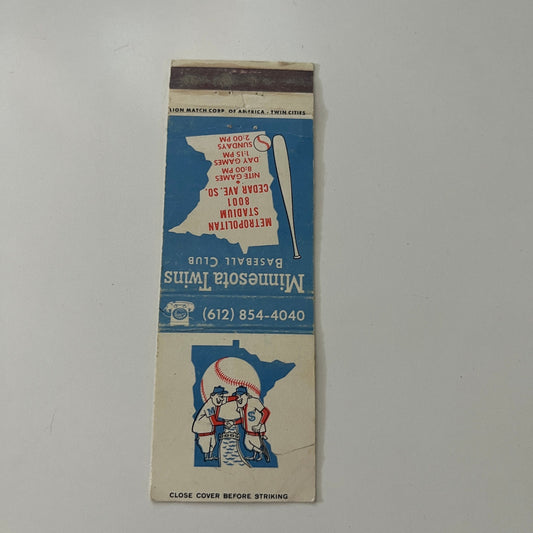 LION MATCH CORP. OF AMERICA - TWIN CITIES
MINNESOTA TWINS
BASEBALL CLUB
METROPOLITAN
STADIUM
8001
CEDAR AVE. SO.
NITE GAMES
8:00 PM
DAY GAMES
1:15 PM
SUNDAYS
2:00 PM
(612) 854-4040
M S
CLOSE COVER BEFORE STRIKING